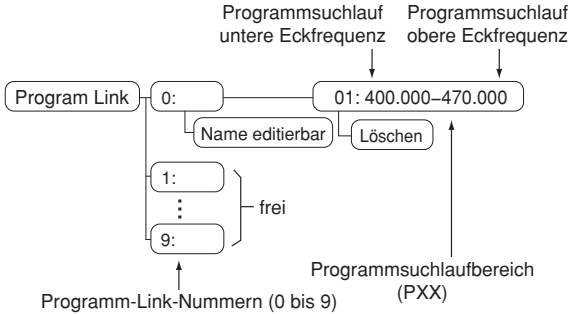 Programmsuchlauf
untere Eckfrequenz
Programmsuchlauf
obere Eckfrequenz
Program Link
0:
01: 400.000–470.000
Name editierbar
Löschen
1:
⋮
9:
frei
Programmsuchlaufbereich
(PXX)
Programm-Link-Nummern (0 bis 9)